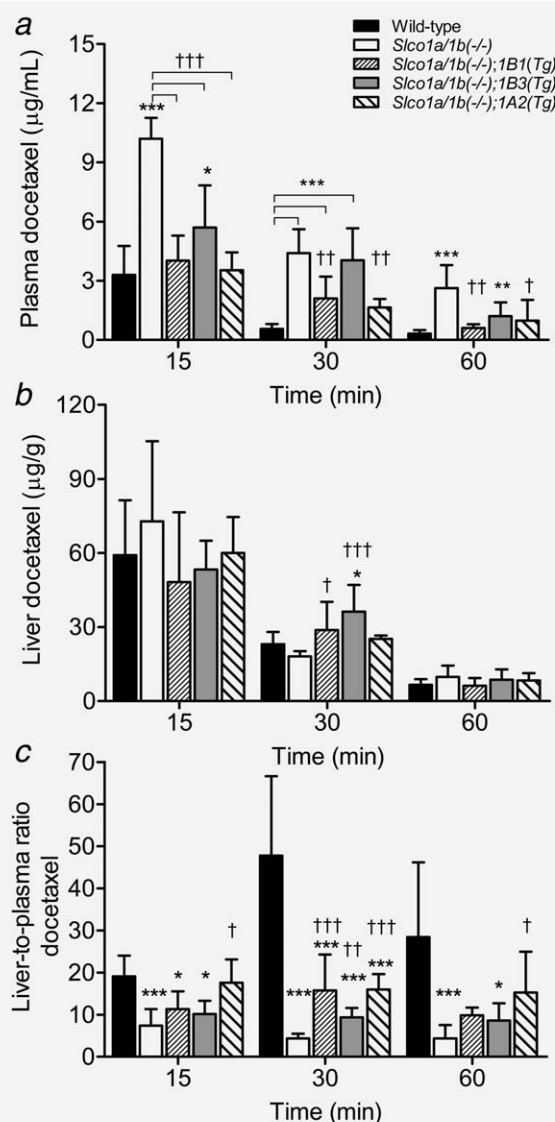 a
Wild-type
Slco1a/1b(-/-)
Slco1a/1b(-/-);1B1(Tg)
Slco1a/1b(-/-);1B3(Tg)
Slco1a/1b(-/-);1A2(Tg)
Plasma docetaxel (µg/mL)
15
12
9
6
3
0
†††
***
*
***
††
††
***
††
**
†
15 30 60
Time (min)
b
Liver docetaxel (µg/g)
120
90
60
30
0
†††
† *
15 30 60
Time (min)
c
Liver-to-plasma ratio
docetaxel
70
60
50
40
30
20
10
0
†
*** * *
††† †† †††
*** *** *** ***
†
*** *
15 30 60
Time (min)